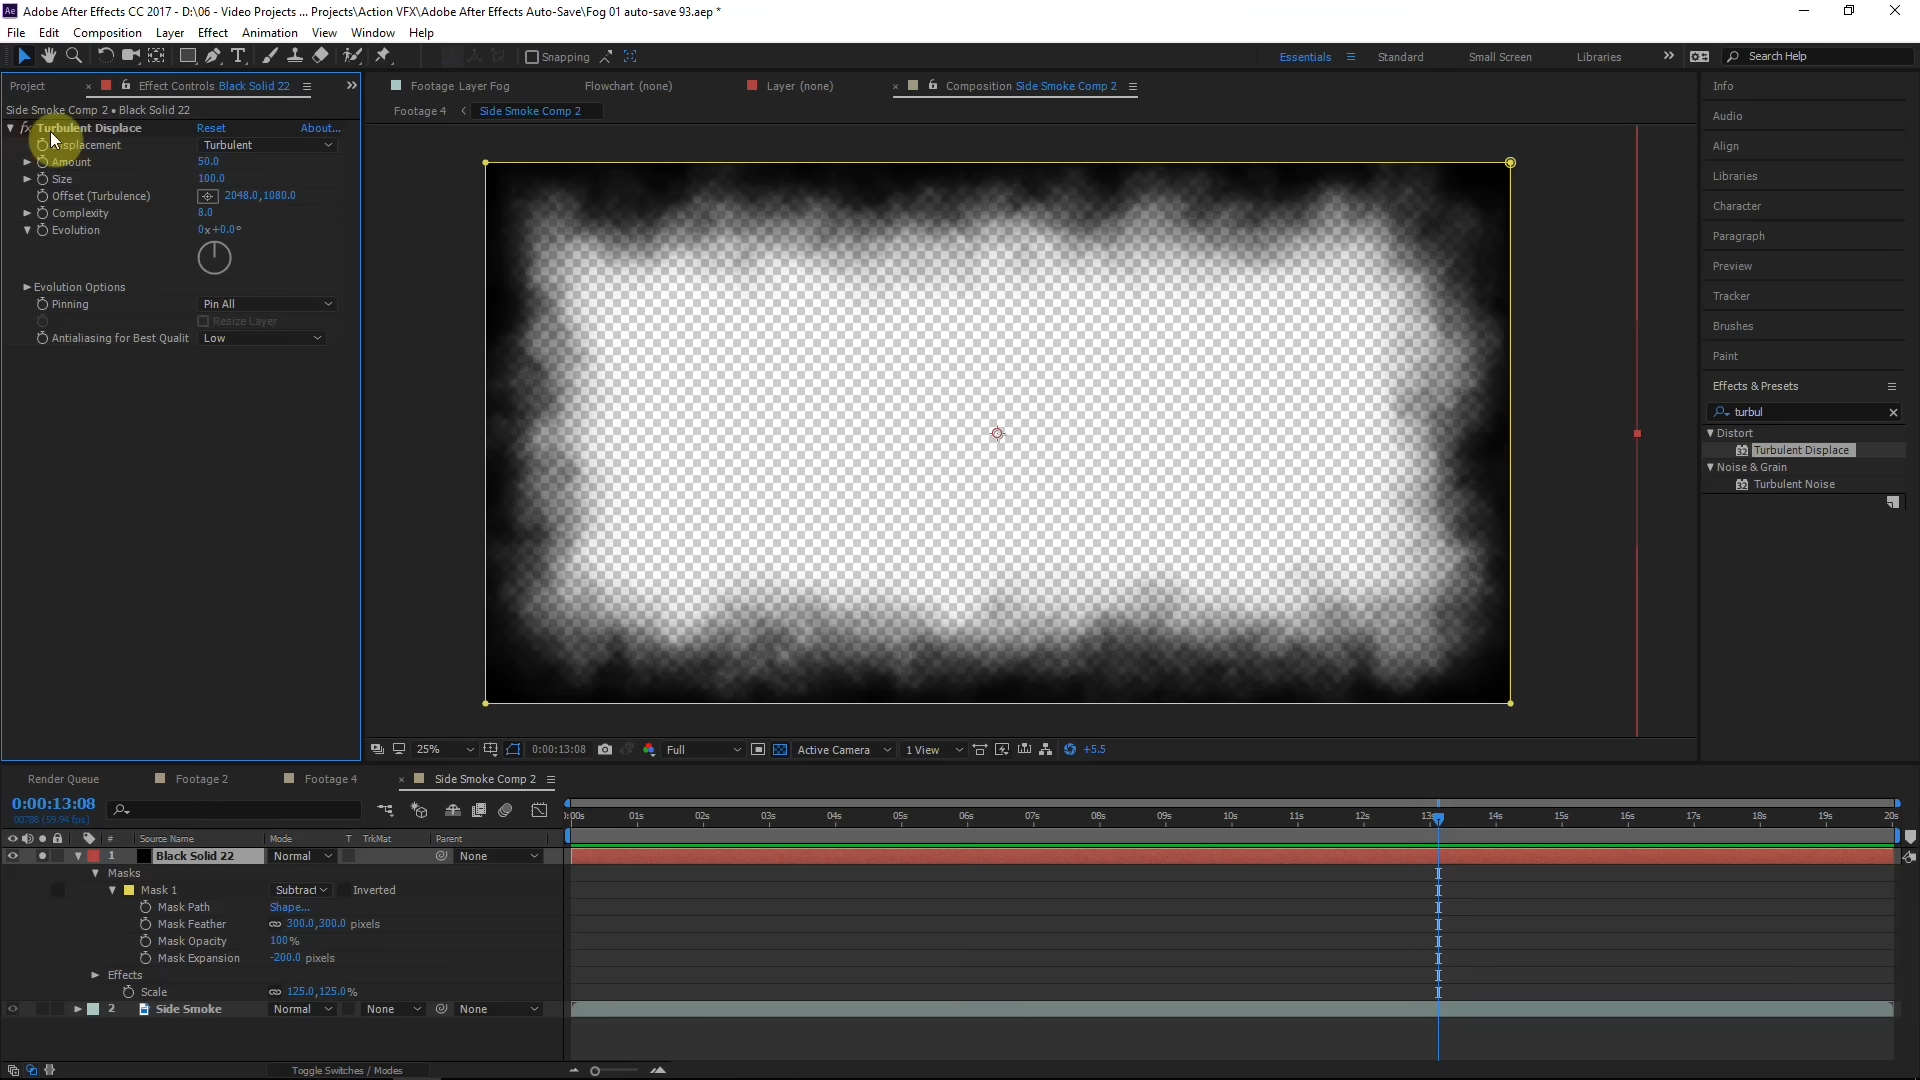 Ae Adobe After Effects CC 2017 - D:\06 - Video Projects ... Projects\Action VFX\Adobe After Effects Auto-Save\Fog 01 auto-save 93.aep *
File Edit Composition Layer Effect Animation View Window Help
Snapping Essentials Standard Small Screen Libraries Search Help
Project Effect Controls Black Solid 22
Footage Layer Fog Flowchart (none) Layer (none) Composition Side Smoke Comp 2
Side Smoke Comp 2 • Black Solid 22
Footage 4 Side Smoke Comp 2
fx Turbulent Displace Reset About...
Turbulent
Amount 50.0
Size 100.0
Offset (Turbulence) 2048.0,1080.0
Complexity 8.0
Evolution 0x+0.0°
Evolution Options
Pinning Pin All
Resize Layer
Antialiasing for Best Qualit Low
Info
Audio
Align
Libraries
Character
Paragraph
Preview
Tracker
Brushes
Paint
Effects & Presets
turbul
Distort
32 Turbulent Displace
Noise & Grain
32 Turbulent Noise
25% 0:00:13:08 Full Active Camera 1 View +5.5
Render Queue Footage 2 Footage 4 Side Smoke Comp 2
0:00:13:08
00788 (59.94 fps)
:00s 01s 02s 03s 04s 05s 06s 07s 08s 09s 10s 11s 12s 13s 14s 15s 16s 17s 18s 19s 20s
# Source Name Mode T TrkMat Parent
1 Black Solid 22 Normal None
Masks
Mask 1 Subtract Inverted
Mask Path Shape...
Mask Feather 300.0,300.0 pixels
Mask Opacity 100%
Mask Expansion -200.0 pixels
Effects
Scale 125.0,125.0%
2 Side Smoke Normal None None
Toggle Switches / Modes